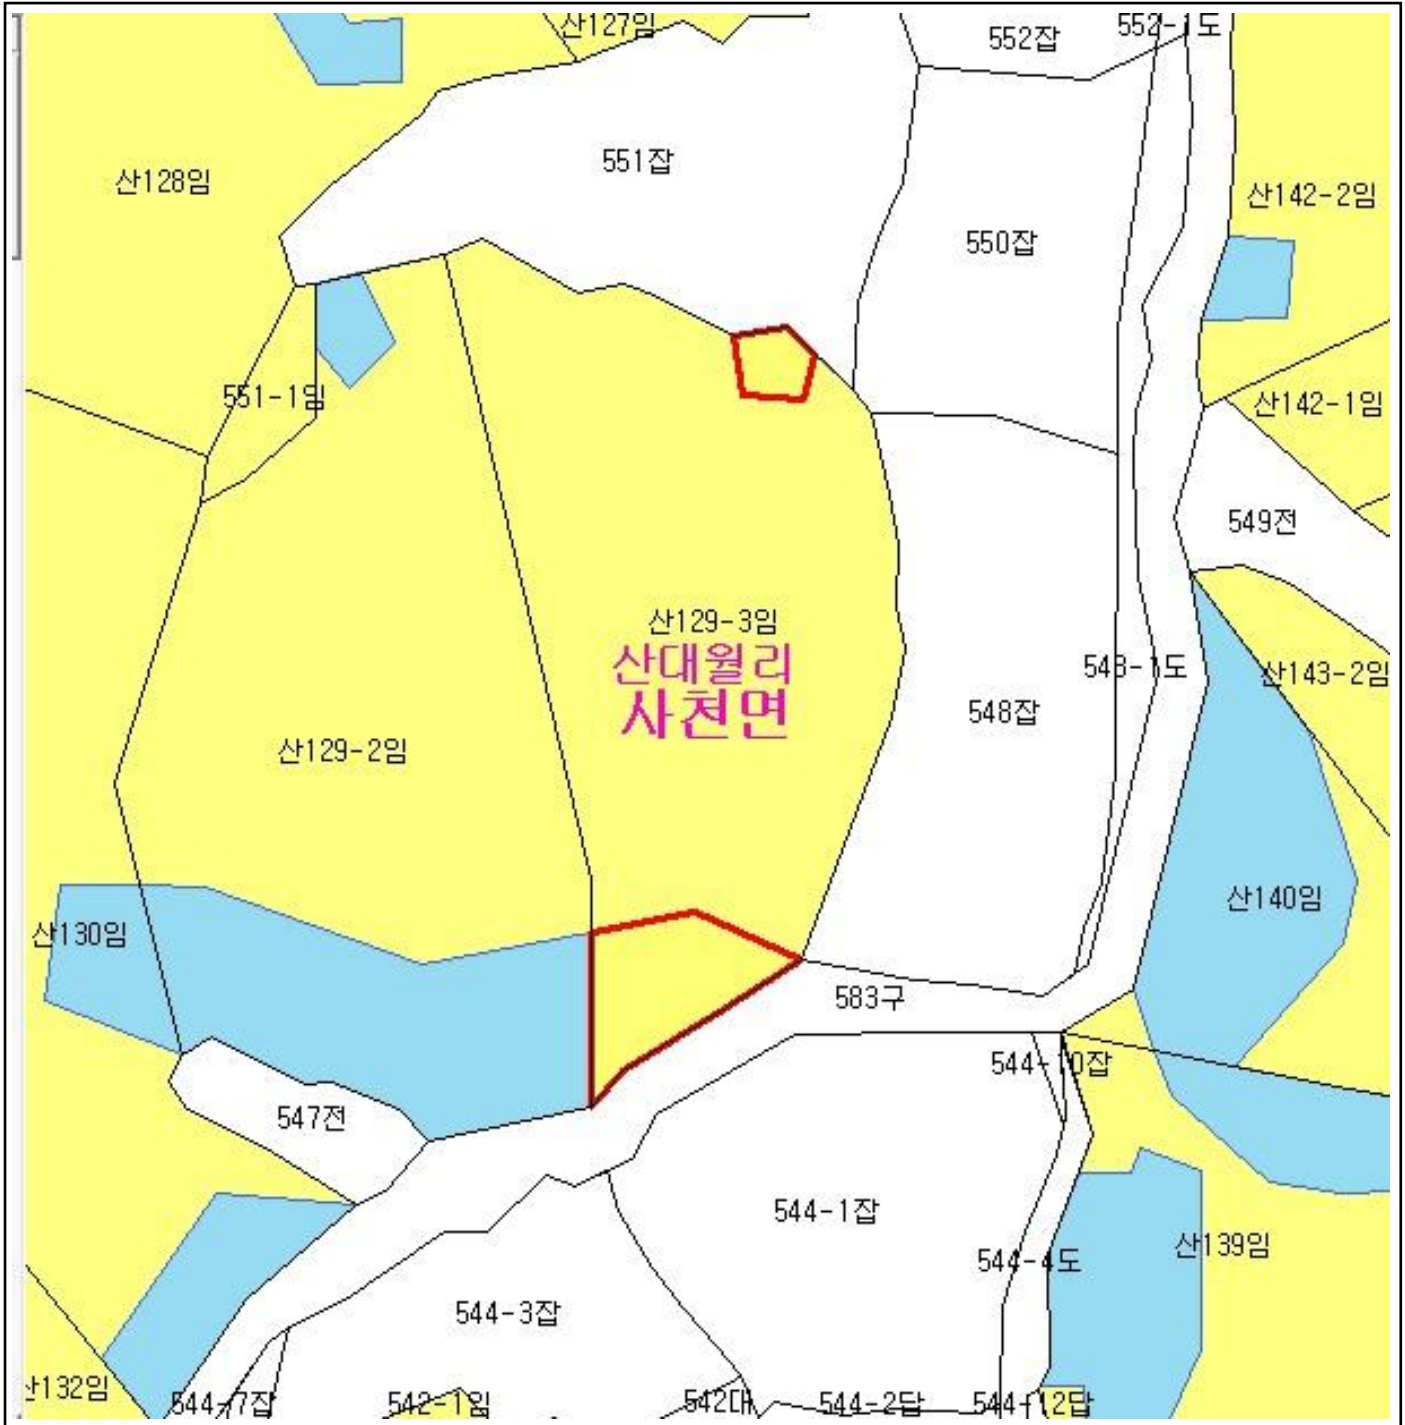 산127임
552잡
552-1도
551잡
산128임
산142-2임
550잡
551-1임
산142-1임
549전
산129-3임
산대월리
사천면
548-1도
산143-2임
548잡
산129-2임
산140임
산130임
583구
544-10잡
547전
544-1잡
산139임
544-4도
544-3잡
산132임
544-7잡
542-1임
542대
544-2답
544-12답